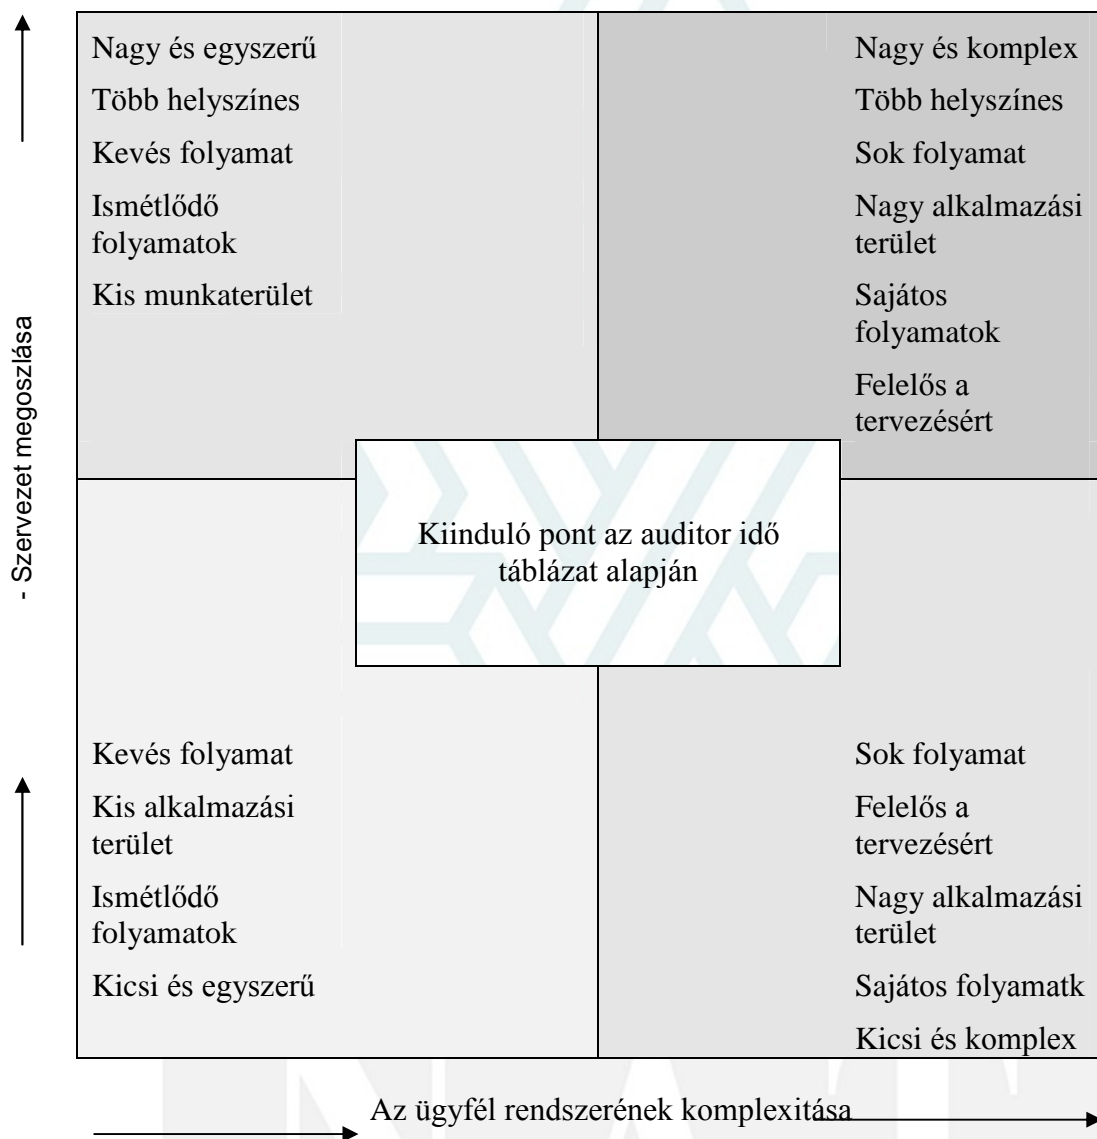 Nagy és egyszerű
Több helyszínes
Kevés folyamat
Ismétlődő
folyamatok
Kis munkaterület
Nagy és komplex
Több helyszínes
Sok folyamat
Nagy alkalmazási
terület
Sajátos
folyamatok
Felelős a
tervezésért
- Szervezet megoszlása
Kiinduló pont az auditor idő
táblázat alapján
Kevés folyamat
Kis alkalmazási
terület
Ismétlődő
folyamatok
Kicsi és egyszerű
Sok folyamat
Felelős a
tervezésért
Nagy alkalmazási
terület
Sajátos folyamatk
Kicsi és komplex
Az ügyfél rendszerének komplexitása